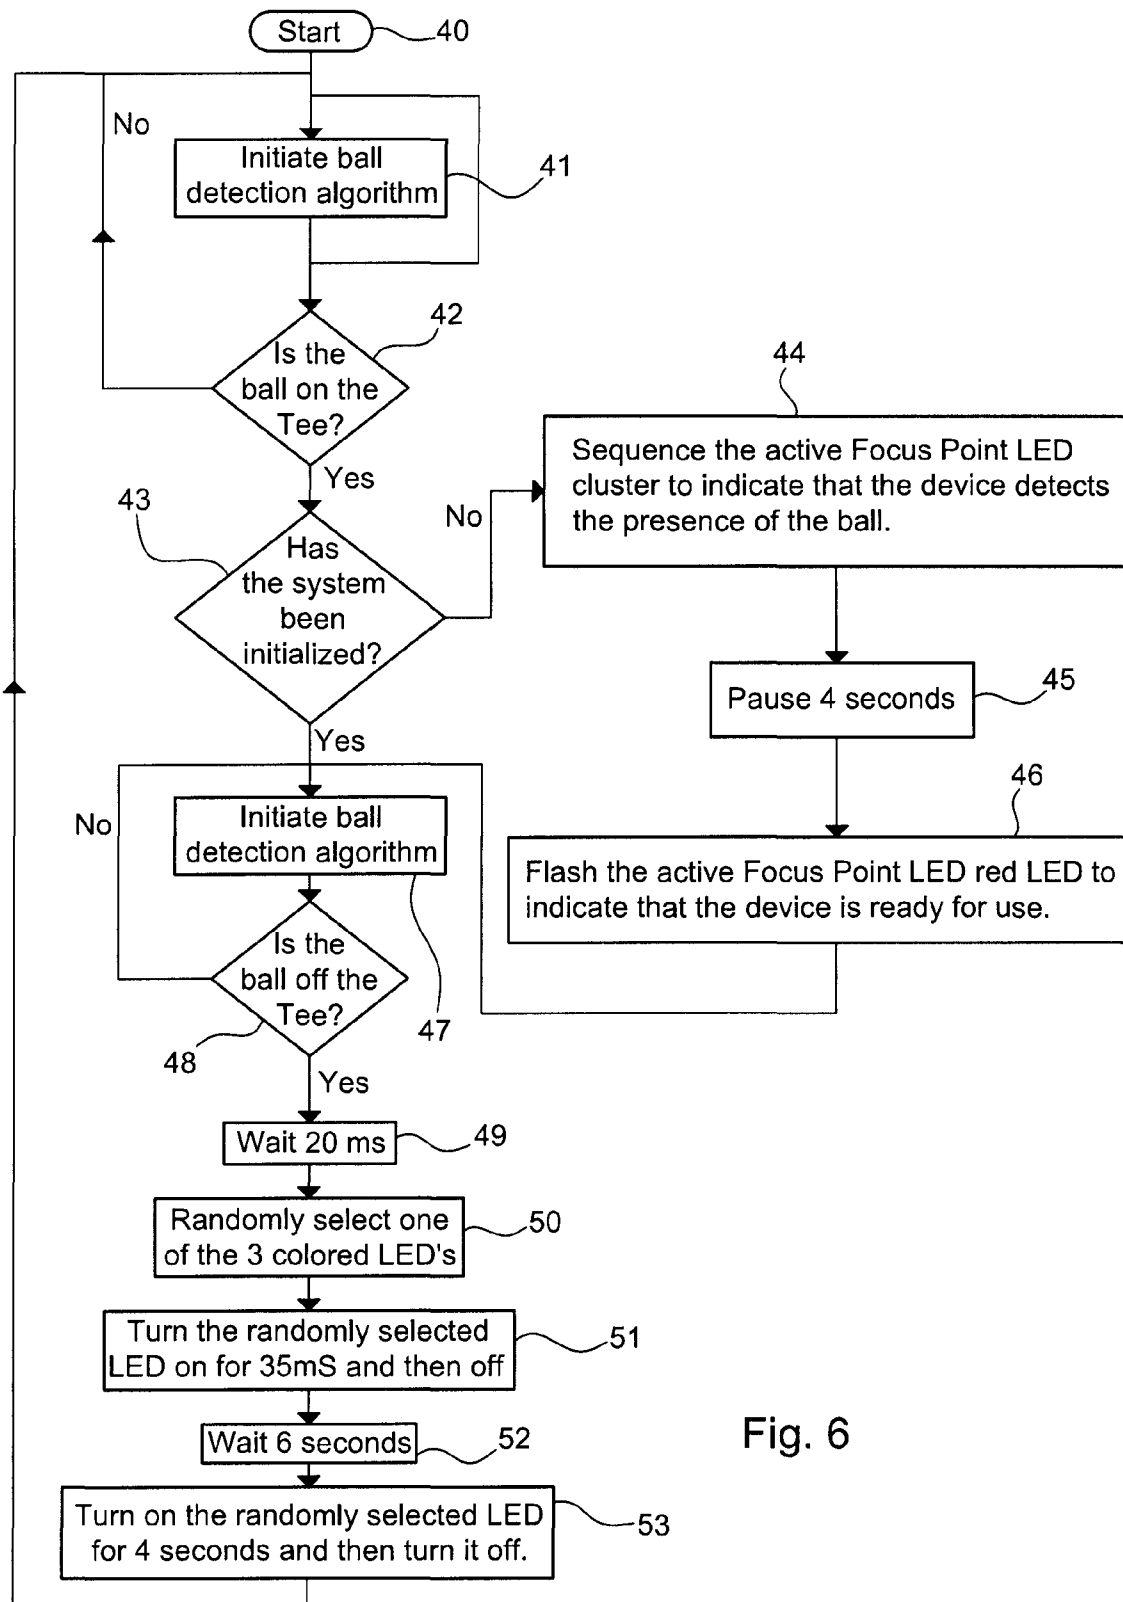 Start
40
No
Initiate ball
detection algorithm
41
42
Is the
ball on the
Tee?
Yes
43
Has
the system
been
initialized?
No
44
Sequence the active Focus Point LED
cluster to indicate that the device detects
the presence of the ball.
Pause 4 seconds
45
46
Flash the active Focus Point LED red LED to
indicate that the device is ready for use.
Yes
No
Initiate ball
detection algorithm
47
Is the
ball off the
Tee?
48
Yes
Wait 20 ms
49
Randomly select one
of the 3 colored LED's
50
Turn the randomly selected
LED on for 35mS and then off
51
Wait 6 seconds
52
Turn on the randomly selected LED
for 4 seconds and then turn it off.
53
Fig. 6